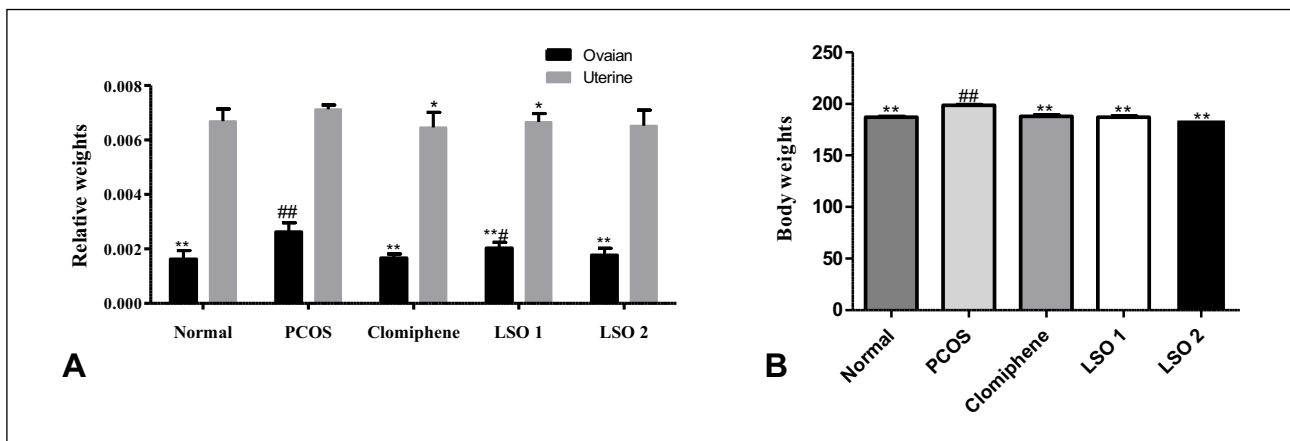 Ovaian
Uterine
Relative weights
0.008
0.006
0.004
0.002
0.000
**
##
**
*
**#
*
**
Normal
PCOS
Clomiphene
LSO 1
LSO 2
A
Body weights
250
200
150
100
50
0
**
##
**
**
**
Normal
PCOS
Clomiphene
LSO 1
LSO 2
B